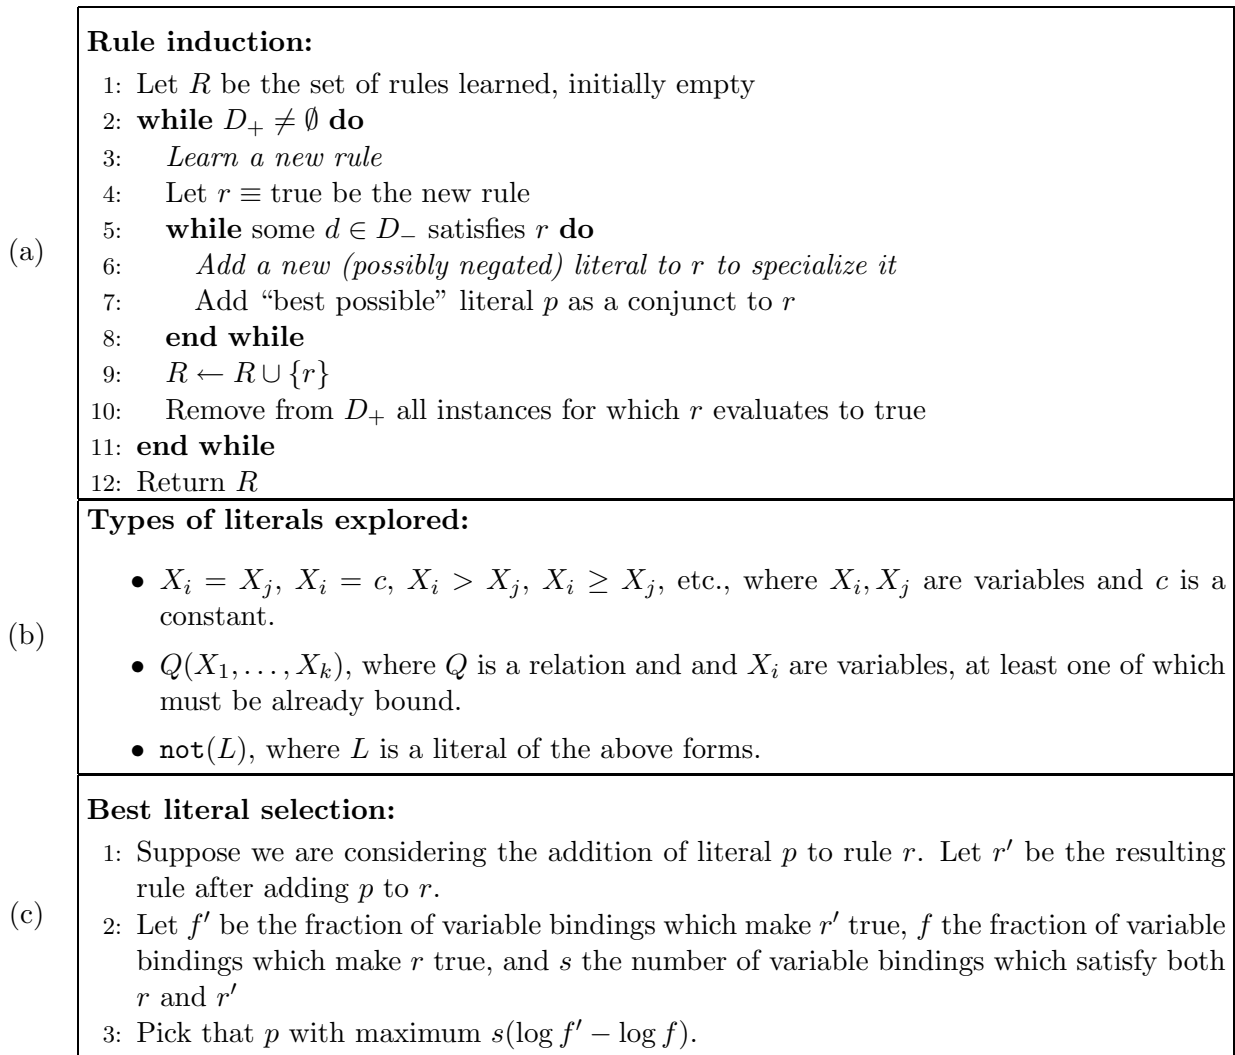 (a)
Rule induction:
1: Let R be the set of rules learned, initially empty
2: while D₊ ≠ ∅ do
3: Learn a new rule
4: Let r ≡ true be the new rule
5: while some d ∈ D₋ satisfies r do
6: Add a new (possibly negated) literal to r to specialize it
7: Add “best possible” literal p as a conjunct to r
8: end while
9: R ← R ∪ {r}
10: Remove from D₊ all instances for which r evaluates to true
11: end while
12: Return R
(b)
Types of literals explored:
• Xᵢ = Xⱼ, Xᵢ = c, Xᵢ > Xⱼ, Xᵢ ≥ Xⱼ, etc., where Xᵢ, Xⱼ are variables and c is a
constant.
• Q(X₁, . . . , Xₖ), where Q is a relation and and Xᵢ are variables, at least one of which
must be already bound.
• not(L), where L is a literal of the above forms.
(c)
Best literal selection:
1: Suppose we are considering the addition of literal p to rule r. Let r′ be the resulting
rule after adding p to r.
2: Let f′ be the fraction of variable bindings which make r′ true, f the fraction of variable
bindings which make r true, and s the number of variable bindings which satisfy both
r and r′
3: Pick that p with maximum s(log f′ − log f).